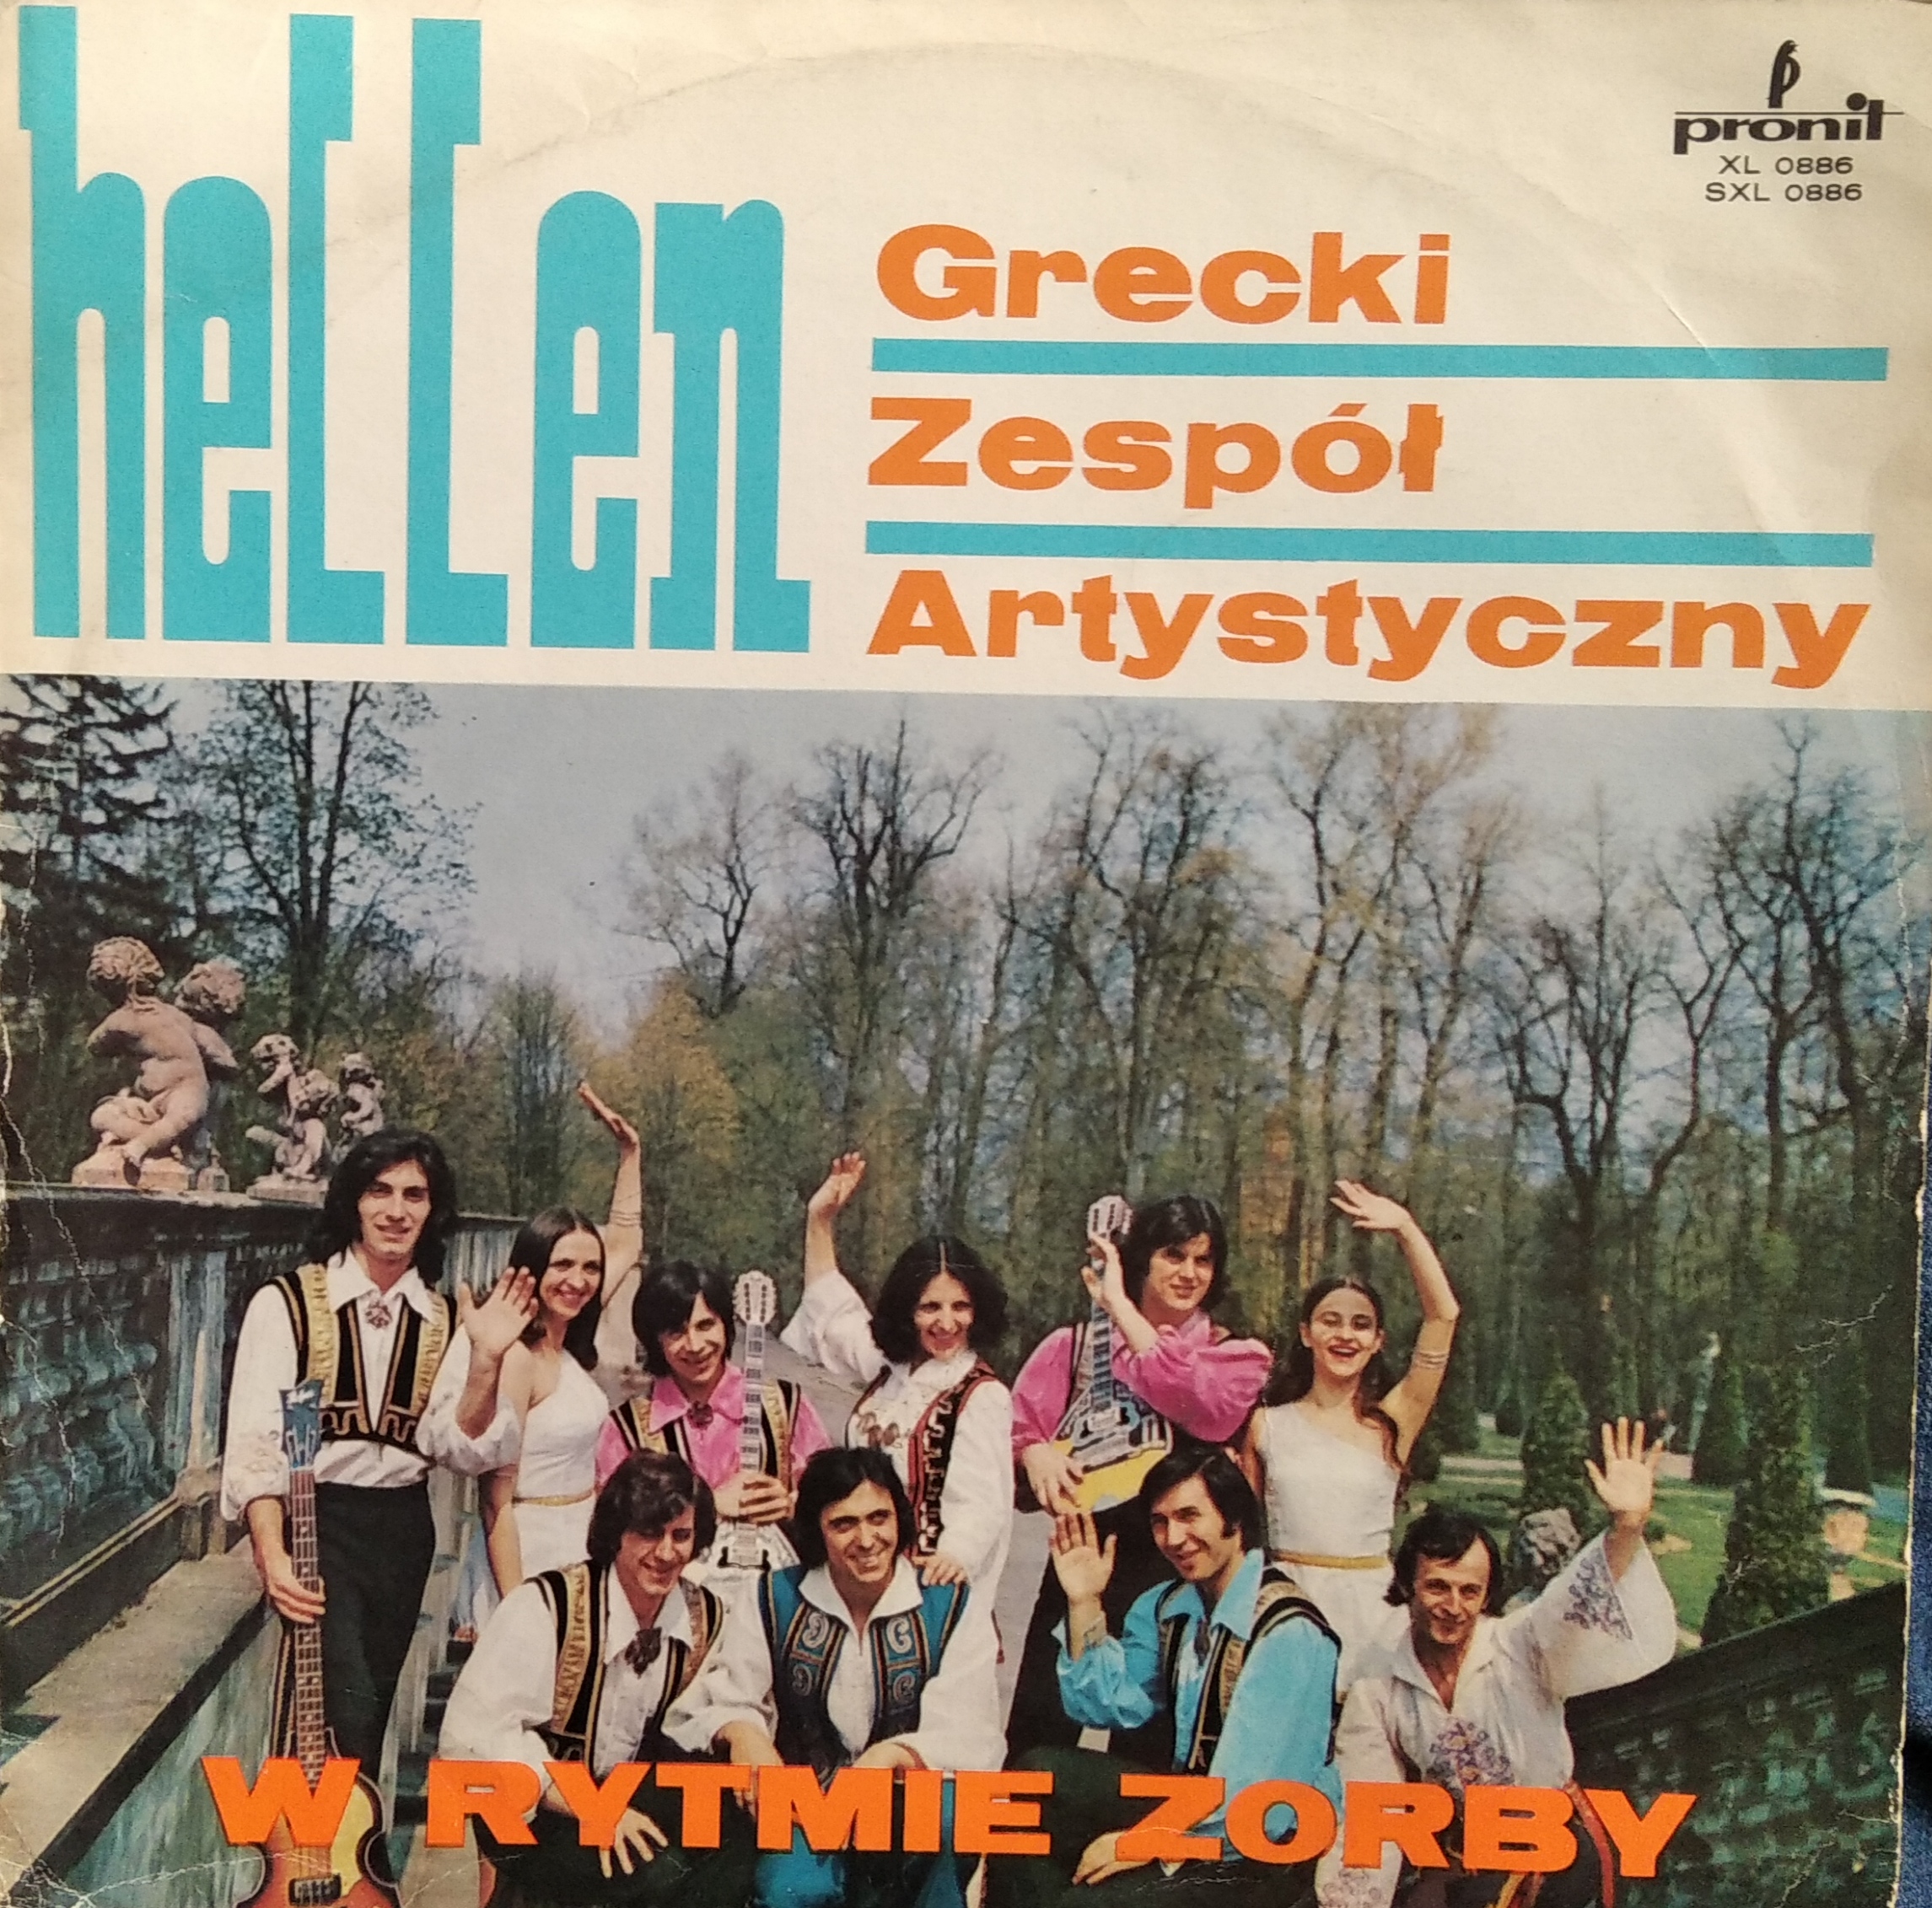 hellen
pronit
XL 0886
SXL 0886
Grecki
Zespół
Artystyczny
W RYTMIE ZORBY